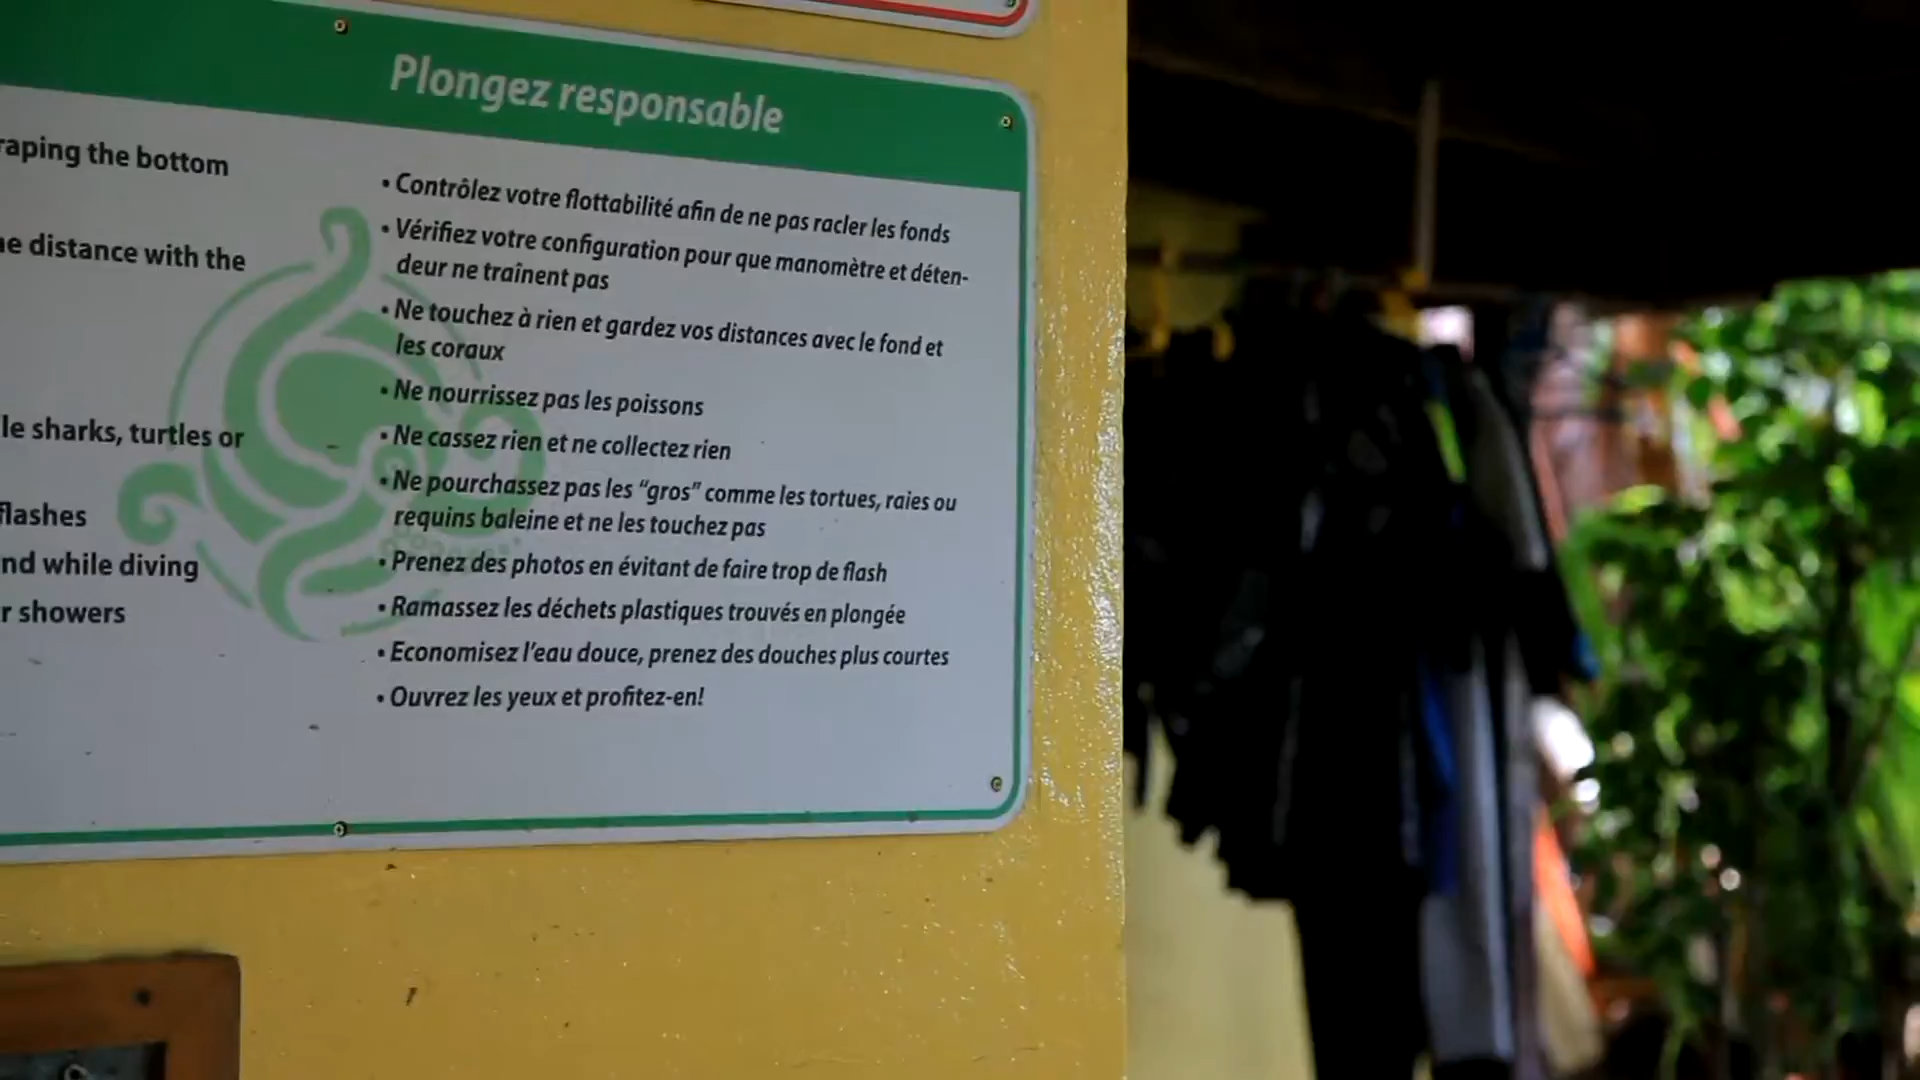 Plongez responsable
the bottom
distance with the
sharks, turtles or
flashes
while diving
showers
• Contrôlez votre flottabilité afin de ne pas racler les fonds
• Vérifiez votre configuration pour que manomètre et déten-
deur ne traînent pas
• Ne touchez à rien et gardez vos distances avec le fond et
les coraux
• Ne nourrissez pas les poissons
• Ne cassez rien et ne collectez rien
• Ne pourchassez pas les “gros” comme les tortues, raies ou
requins baleine et ne les touchez pas
• Prenez des photos en évitant de faire trop de flash
• Ramassez les déchets plastiques trouvés en plongée
• Economisez l'eau douce, prenez des douches plus courtes
• Ouvrez les yeux et profitez-en!